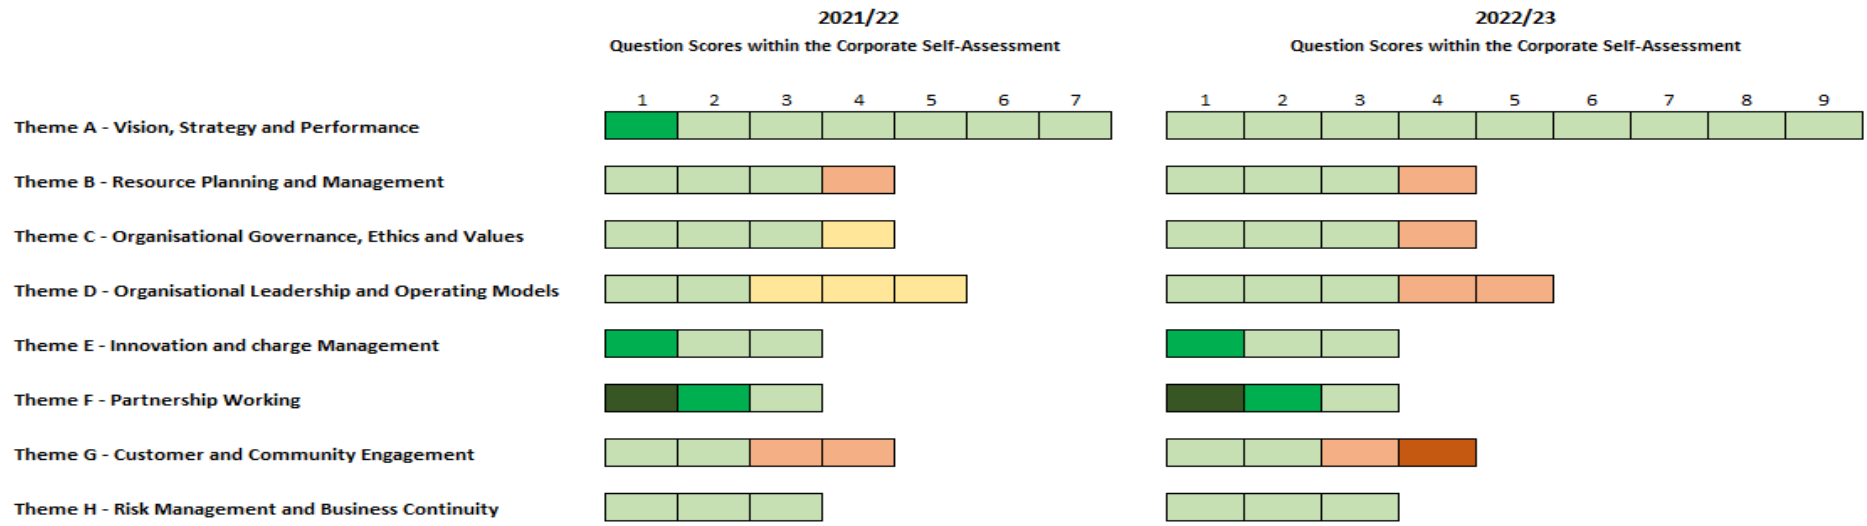 2021/22
2022/23
Question Scores within the Corporate Self-Assessment
Question Scores within the Corporate Self-Assessment
1 2 3 4 5 6 7
1 2 3 4 5 6 7 8 9
Theme A - Vision, Strategy and Performance
Theme B - Resource Planning and Management
Theme C - Organisational Governance, Ethics and Values
Theme D - Organisational Leadership and Operating Models
Theme E - Innovation and charge Management
Theme F - Partnership Working
Theme G - Customer and Community Engagement
Theme H - Risk Management and Business Continuity